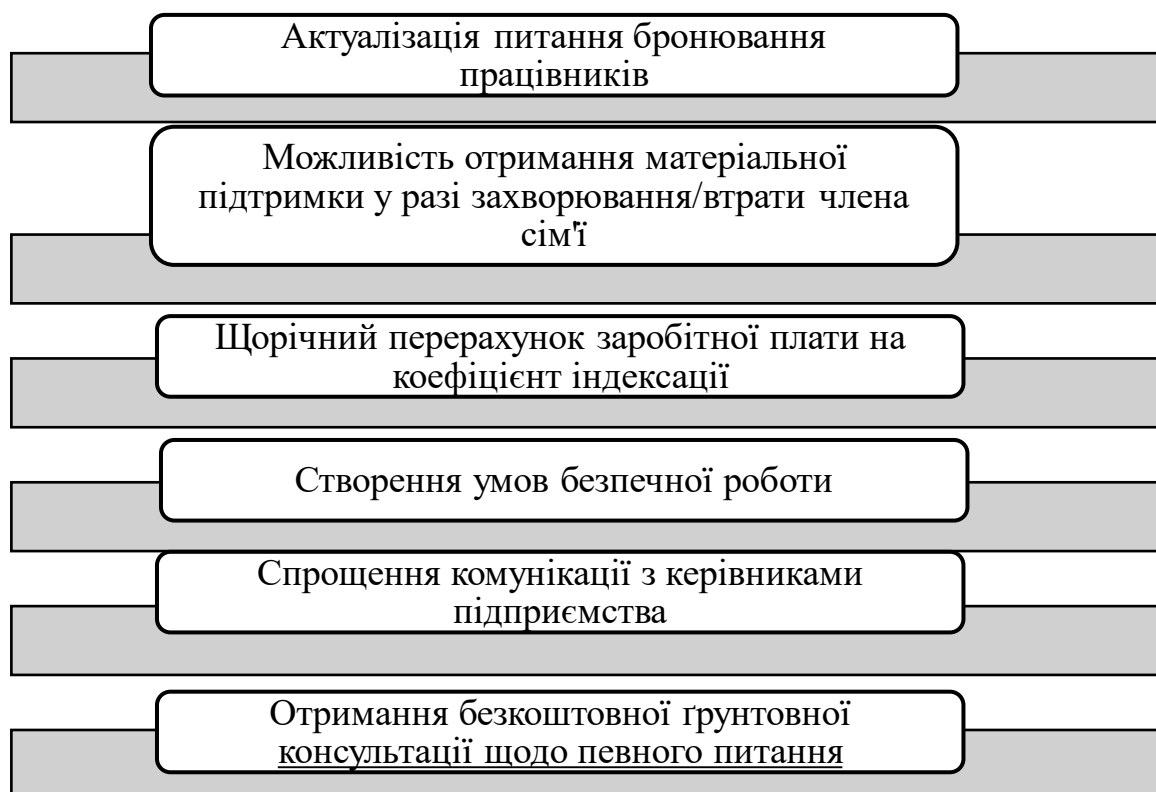 Актуалізація питання бронювання
працівників
Можливість отримання матеріальної
підтримки у разі захворювання/втрати члена
сім'ї
Щорічний перерахунок заробітної плати на
коефіцієнт індексації
Створення умов безпечної роботи
Спрощення комунікації з керівниками
підприємства
Отримання безкоштовної ґрунтовної
консультації щодо певного питання